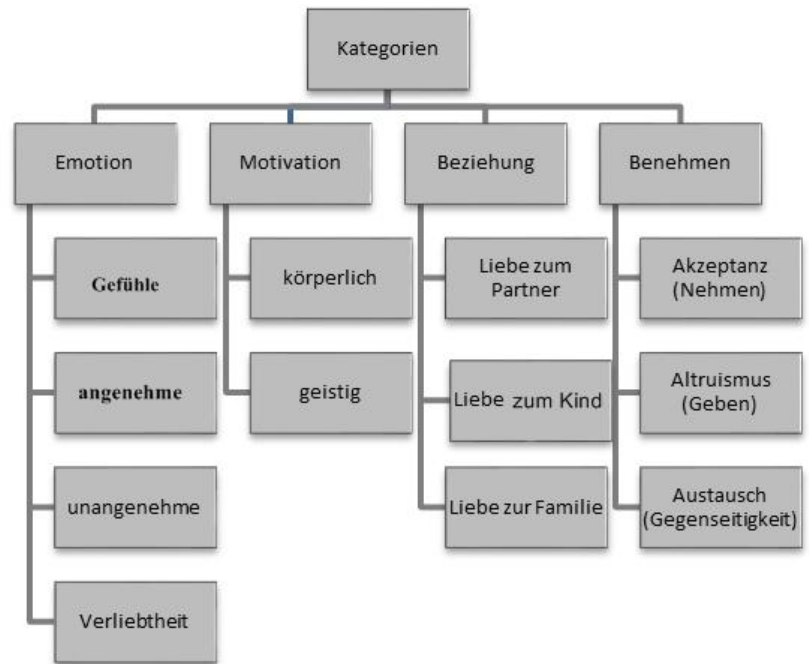 Kategorien
Emotion
Motivation
Beziehung
Benehmen
Gefühle
körperlich
Liebe zum
Partner
Akzeptanz
(Nehmen)
angenehme
geistig
Liebe zum Kind
Altruismus
(Geben)
unangenehme
Liebe zur Familie
Austausch
(Gegenseitigkeit)
Verliebtheit